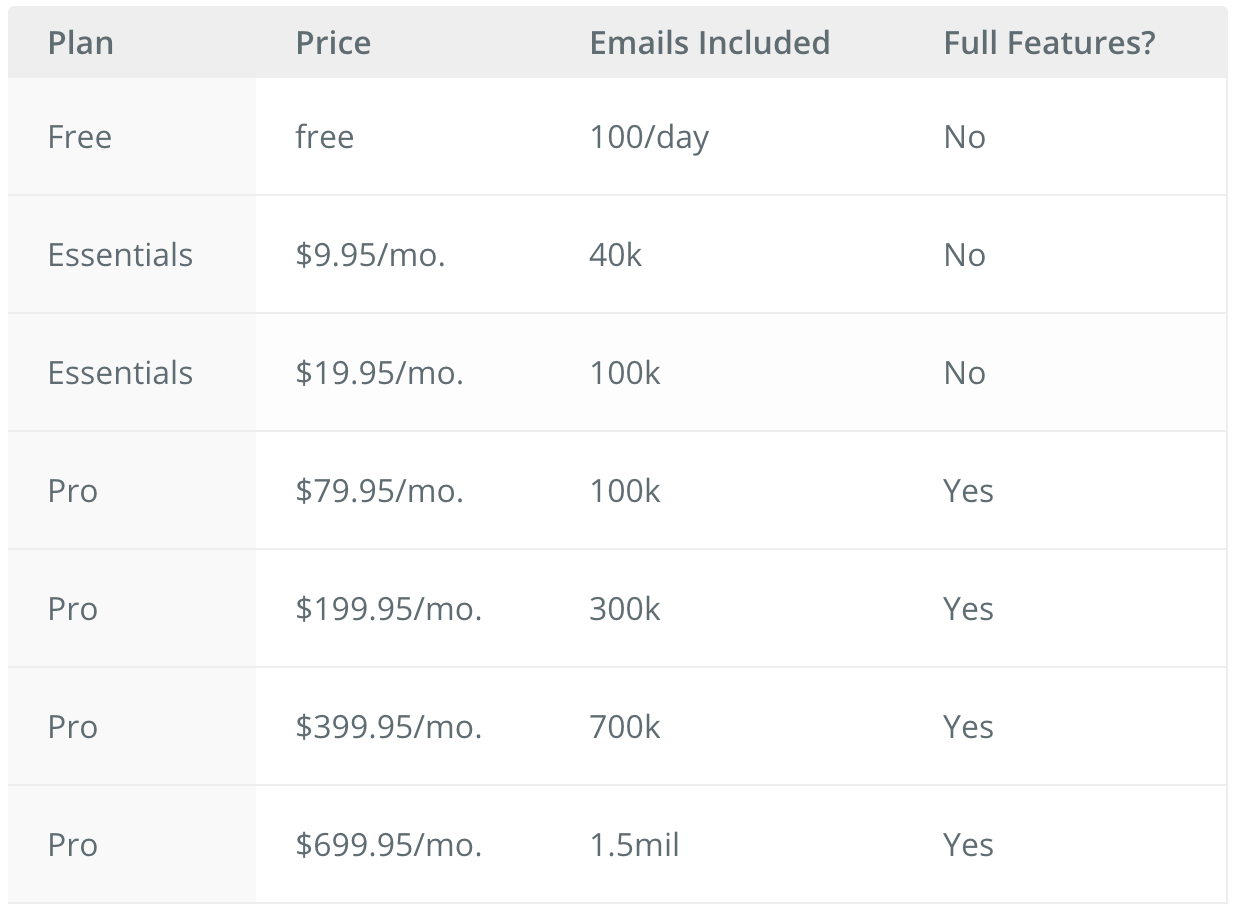 Plan Price Emails Included Full Features?
Free free 100/day No
Essentials $9.95/mo. 40k No
Essentials $19.95/mo. 100k No
Pro $79.95/mo. 100k Yes
Pro $199.95/mo. 300k Yes
Pro $399.95/mo. 700k Yes
Pro $699.95/mo. 1.5mil Yes